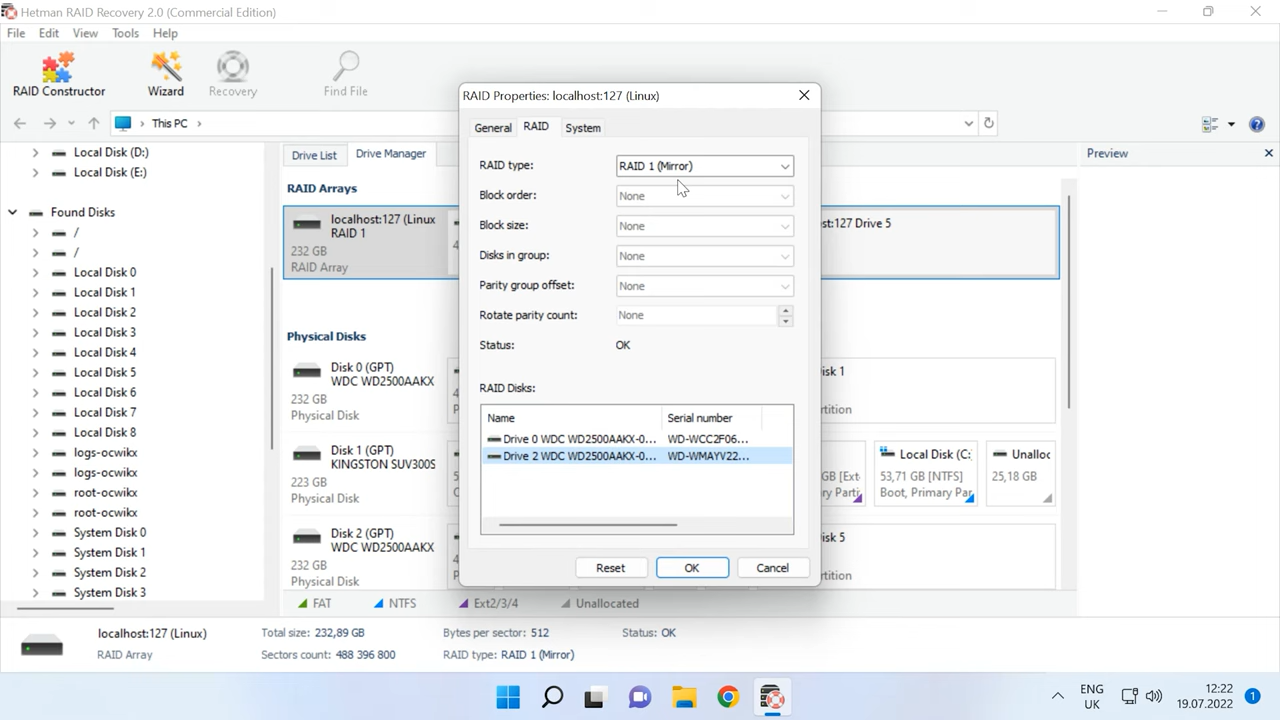 Hetman RAID Recovery 2.0 (Commercial Edition)
File Edit View Tools Help
RAID Constructor Wizard Recovery Find File
This PC
Local Disk (D:)
Local Disk (E:)
Found Disks
/
/
Local Disk 0
Local Disk 1
Local Disk 2
Local Disk 3
Local Disk 4
Local Disk 5
Local Disk 6
Local Disk 7
Local Disk 8
logs-ocwikx
logs-ocwikx
root-ocwikx
root-ocwikx
System Disk 0
System Disk 1
System Disk 2
System Disk 3
Drive List Drive Manager
RAID Arrays
localhost:127 (Linux
RAID 1
232 GB
RAID Array
st:127 Drive 5
Physical Disks
Disk 0 (GPT)
WDC WD2500AAKX
232 GB
Physical Disk
isk 1
rtition
Disk 1 (GPT)
KINGSTON SUV300S
223 GB
Physical Disk
GB [Ext
ry Parti
Local Disk (C:
53,71 GB [NTFS]
Boot, Primary Par
Unalloc
25,18 GB
Disk 2 (GPT)
WDC WD2500AAKX
232 GB
Physical Disk
isk 5
rtition
FAT NTFS Ext2/3/4 Unallocated
RAID Properties: localhost:127 (Linux)
General RAID System
RAID type: RAID 1 (Mirror)
Block order: None
Block size: None
Disks in group: None
Parity group offset: None
Rotate parity count: None
Status: OK
RAID Disks:
Name Serial number
Drive 0 WDC WD2500AAKX-0... WD-WCC2F06...
Drive 2 WDC WD2500AAKX-0... WD-WMAYV22...
Reset OK Cancel
Preview
localhost:127 (Linux) Total size: 232,89 GB Bytes per sector: 512 Status: OK
RAID Array Sectors count: 488 396 800 RAID type: RAID 1 (Mirror)
ENG
UK
12:22
19.07.2022
1